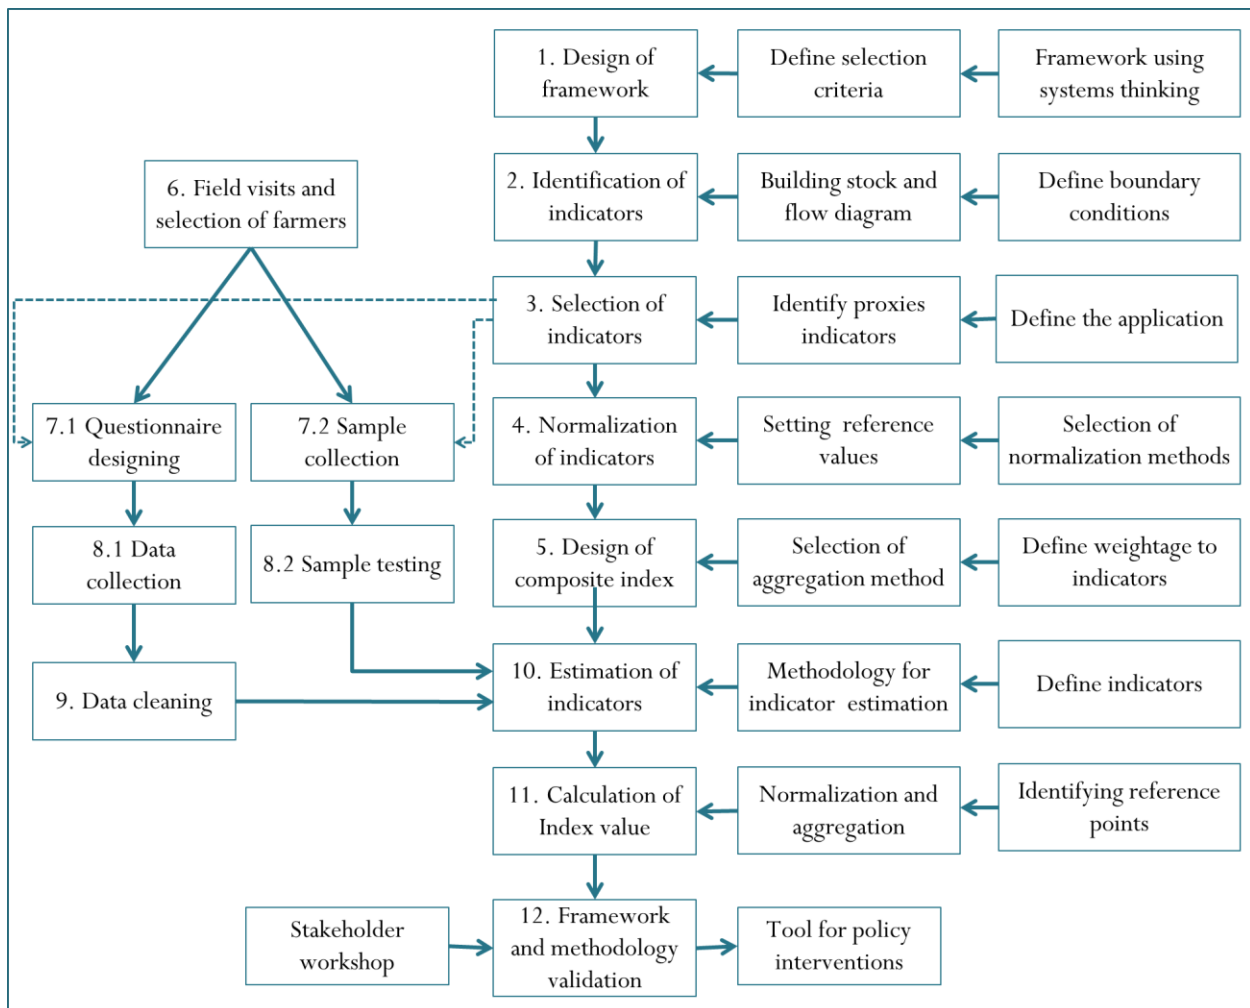 1. Design of
framework
Define selection
criteria
Framework using
systems thinking
6. Field visits and
selection of farmers
2. Identification of
indicators
Building stock and
flow diagram
Define boundary
conditions
3. Selection of
indicators
Identify proxies
indicators
Define the application
7.1 Questionnaire
designing
7.2 Sample
collection
4. Normalization
of indicators
Setting reference
values
Selection of
normalization methods
8.1 Data
collection
8.2 Sample testing
5. Design of
composite index
Selection of
aggregation method
Define weightage to
indicators
9. Data cleaning
10. Estimation of
indicators
Methodology for
indicator estimation
Define indicators
11. Calculation of
Index value
Normalization and
aggregation
Identifying reference
points
Stakeholder
workshop
12. Framework
and methodology
validation
Tool for policy
interventions